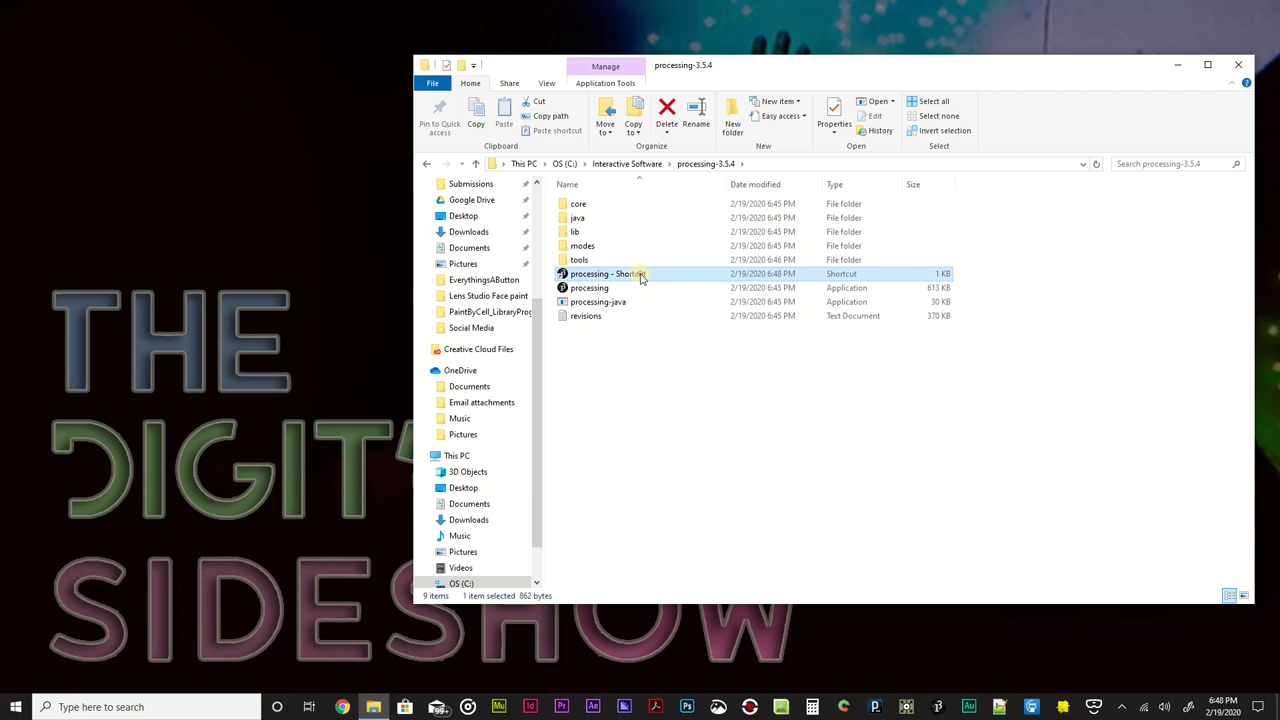 Manage
processing-3.5.4
File
Home
Share
View
Application Tools
Pin to Quick access
Copy
Paste
Cut
Copy path
Paste shortcut
Move to
Copy to
Delete
Rename
New folder
New item
Easy access
Properties
Open
Edit
History
Select all
Select none
Invert selection
Clipboard
Organize
New
Open
Select
This PC > OS (C:) > Interactive Software > processing-3.5.4 >
Search processing-3.5.4
Submissions
Google Drive
Desktop
Downloads
Documents
Pictures
EverythingsAButton
Lens Studio Face paint
PaintByCell_LibraryProg
Social Media
Creative Cloud Files
OneDrive
Documents
Email attachments
Music
Pictures
This PC
3D Objects
Desktop
Documents
Downloads
Music
Pictures
Videos
OS (C:)
Name Date modified Type Size
core 2/19/2020 6:45 PM File folder
java 2/19/2020 6:45 PM File folder
lib 2/19/2020 6:45 PM File folder
modes 2/19/2020 6:45 PM File folder
tools 2/19/2020 6:46 PM File folder
processing - Shortcut 2/19/2020 6:48 PM Shortcut 1 KB
processing 2/19/2020 6:45 PM Application 613 KB
processing-java 2/19/2020 6:45 PM Application 30 KB
revisions 2/19/2020 6:45 PM Text Document 370 KB
9 items 1 item selected 862 bytes
THE
DIGIT
SIDESHOW
Type here to search
99+
Mu
Id
Pr
Ae
Ps
Au
6:48 PM
2/19/2020